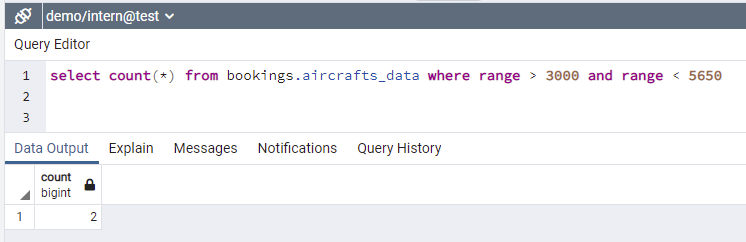 demo/intern@test
Query Editor
1 select count(*) from bookings.aircrafts_data where range > 3000 and range < 5650
2
3
Data Output Explain Messages Notifications Query History
count
bigint
1 2